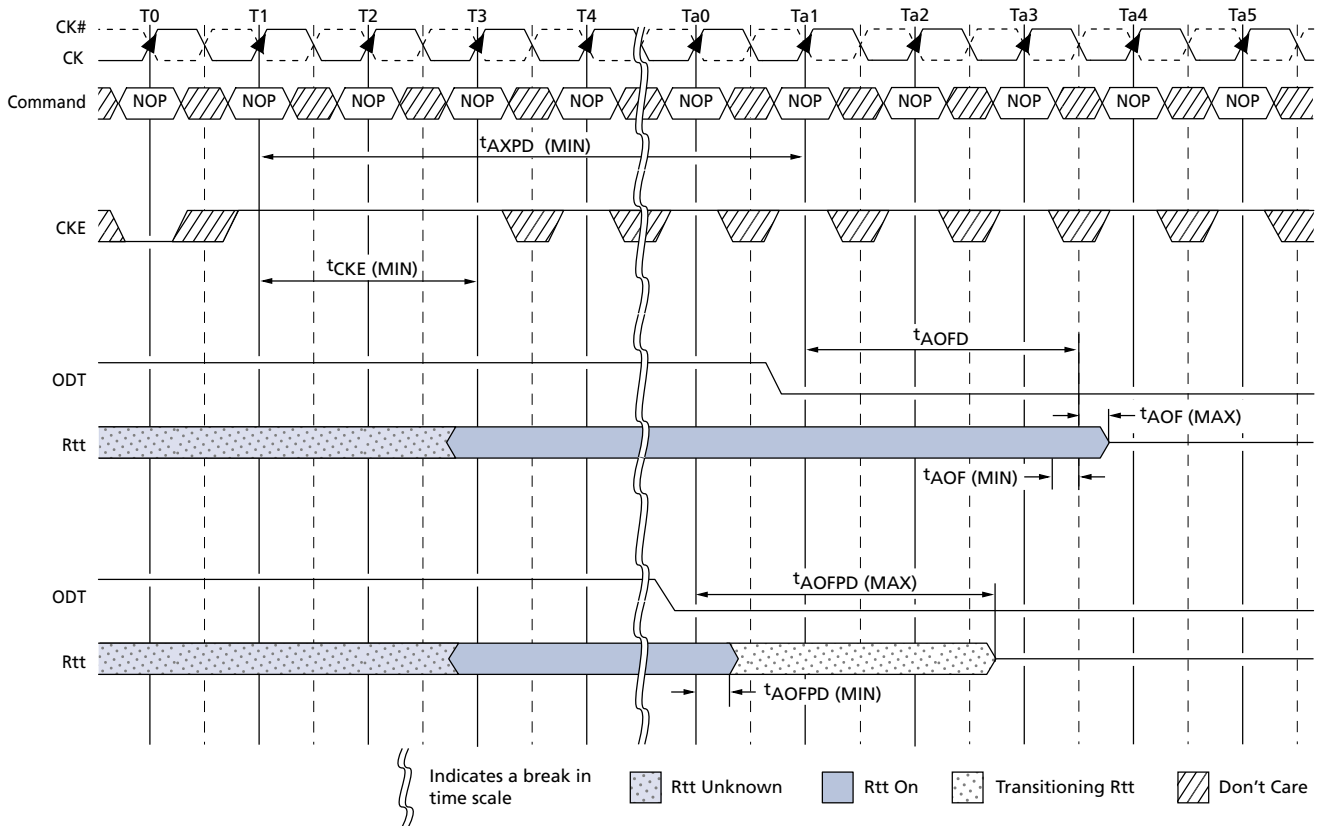 T0 T1 T2 T3 T4 Ta0 Ta1 Ta2 Ta3 Ta4 Ta5
CK#
CK
Command NOP NOP NOP NOP NOP NOP NOP NOP NOP NOP NOP
tAXPD (MIN)
CKE
tCKE (MIN)
tAOFD
ODT
tAOF (MAX)
Rtt
tAOF (MIN)
tAOFPD (MAX)
ODT
Rtt
tAOFPD (MIN)
Indicates a break in
time scale
Rtt Unknown
Rtt On
Transitioning Rtt
Don't Care